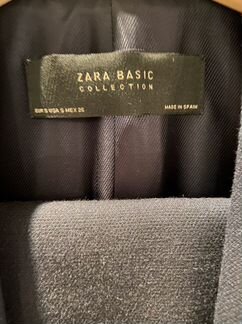 ZARA BASIC
COLLECTION
EUR S USA S MEX 26 MADE IN SPAIN